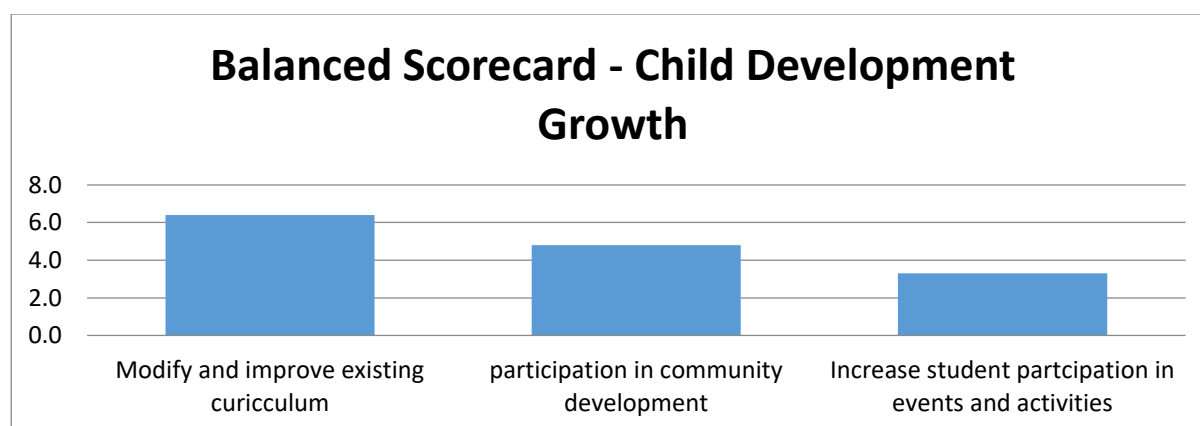 Balanced Scorecard - Child Development
Growth
8.0
6.0
4.0
2.0
0.0
Modify and improve existing
curicculum
participation in community
development
Increase student partcipation in
events and activities